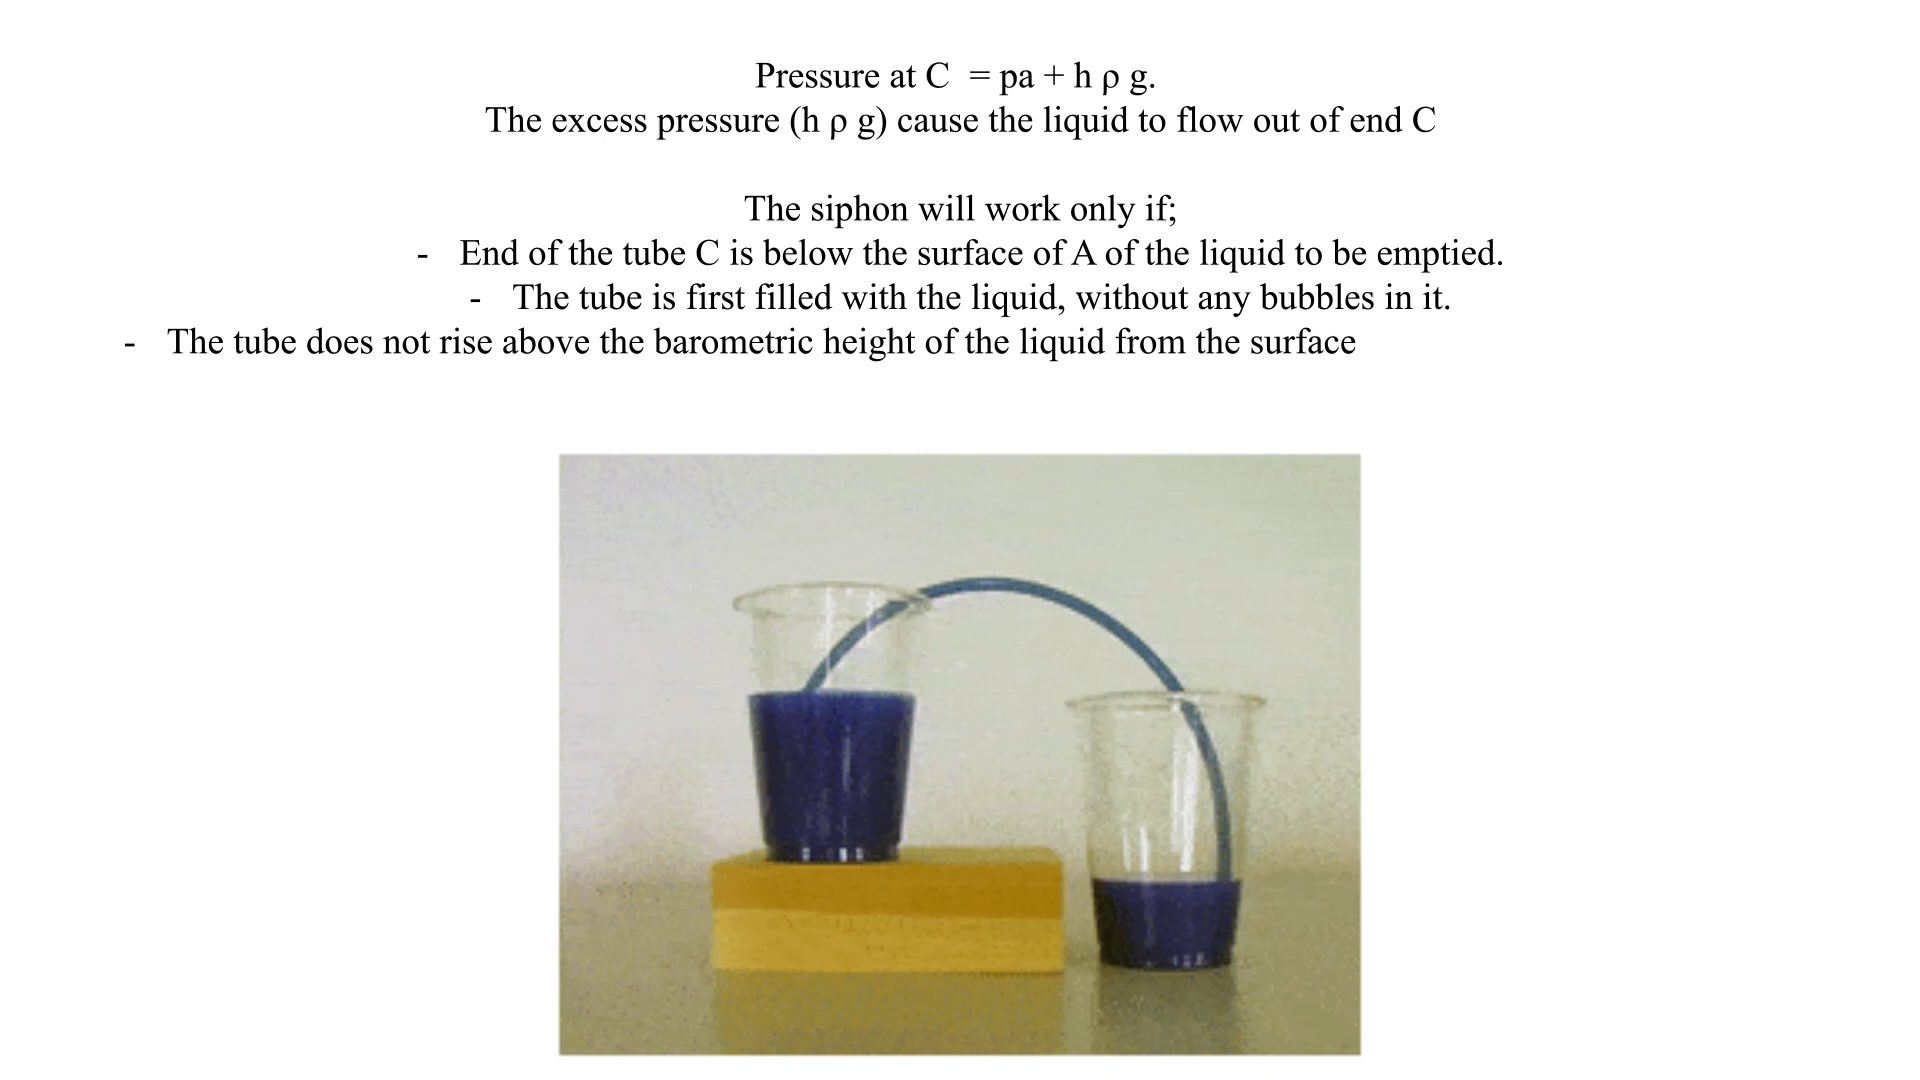 Pressure at C = pa + h ρ g.
The excess pressure (h ρ g) cause the liquid to flow out of end C
The siphon will work only if;
- End of the tube C is below the surface of A of the liquid to be emptied.
- The tube is first filled with the liquid, without any bubbles in it.
- The tube does not rise above the barometric height of the liquid from the surface